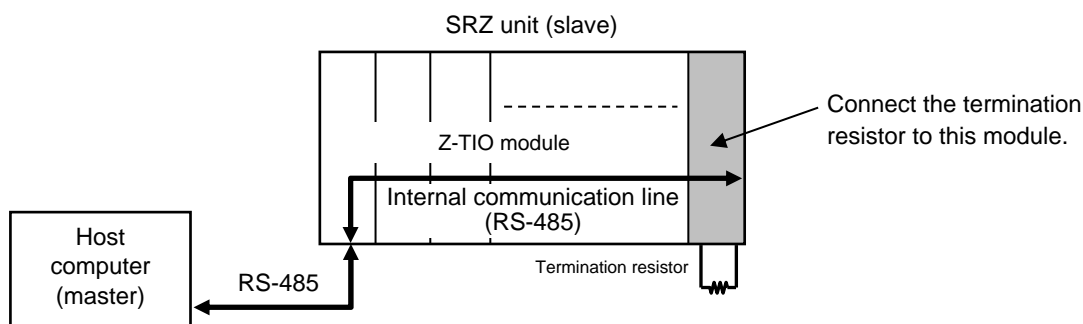 SRZ unit (slave)
Connect the termination
resistor to this module.
Z-TIO module
Internal communication line
(RS-485)
Host
computer
(master)
RS-485
Termination resistor